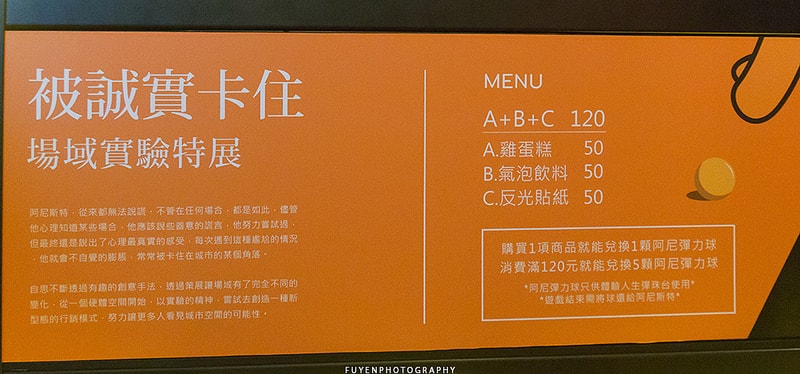 被誠實卡住
場域實驗特展
阿尼斯特，從來都無法說謊，不管在任何場合，都是如此，儘管
他心理知道某些場合，他應該說些善意的謊言，他努力嘗試過，
但最終還是說出了心理最真實的感受，每次遇到這種尷尬的情況
，他就會不自覺的膨脹，常常被卡住在城市的某個角落。
自思不斷透過有趣的創意手法，透過策展讓場域有了完全不同的
變化，從一個硬體空間開始，以實驗的精神，嘗試去創造一種新
型態的行銷模式，努力讓更多人看見城市空間的可能性。
MENU
A+B+C 120
A.雞蛋糕 50
B.氣泡飲料 50
C.反光貼紙 50
購買1項商品就能兌換1顆阿尼彈力球
消費滿120元就能兌換5顆阿尼彈力球
*阿尼彈力球只供體驗人生彈珠台使用*
*遊戲結束需將球還給阿尼斯特*
FUYENPHOTOGRAPHY